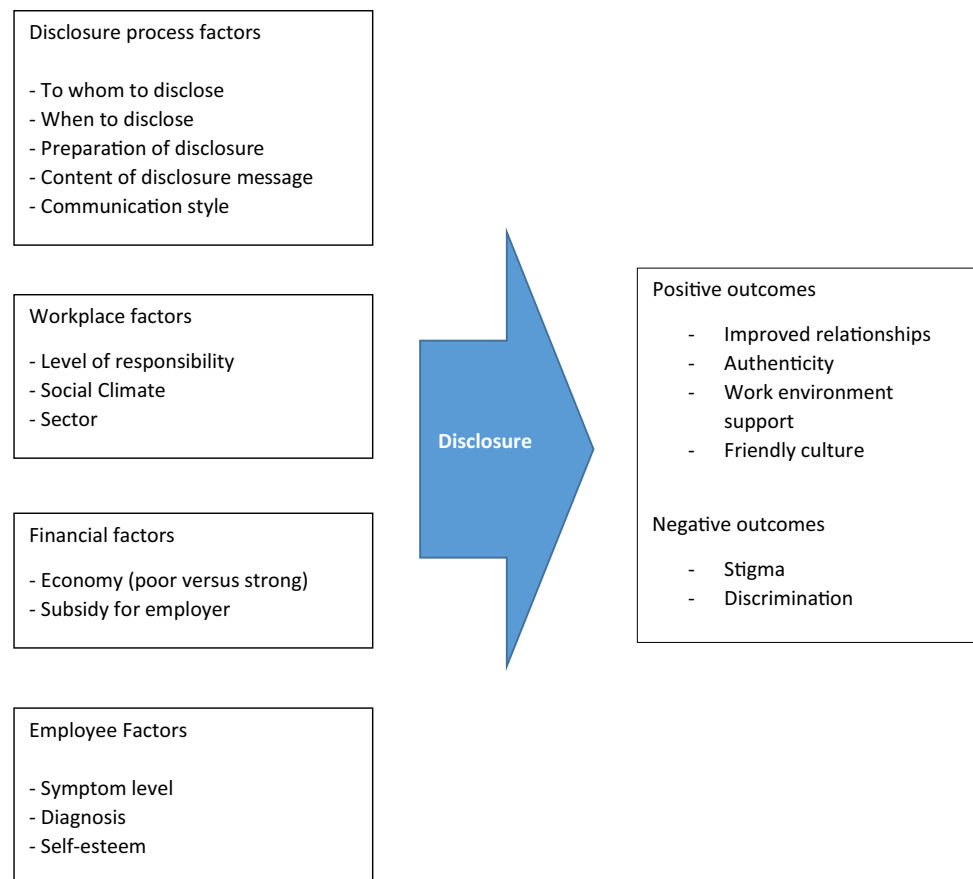 Disclosure process factors
- To whom to disclose
- When to disclose
- Preparation of disclosure
- Content of disclosure message
- Communication style
Workplace factors
- Level of responsibility
- Social Climate
- Sector
Financial factors
- Economy (poor versus strong)
- Subsidy for employer
Employee Factors
- Symptom level
- Diagnosis
- Self-esteem
Disclosure
Positive outcomes
- Improved relationships
- Authenticity
- Work environment
support
- Friendly culture
Negative outcomes
- Stigma
- Discrimination